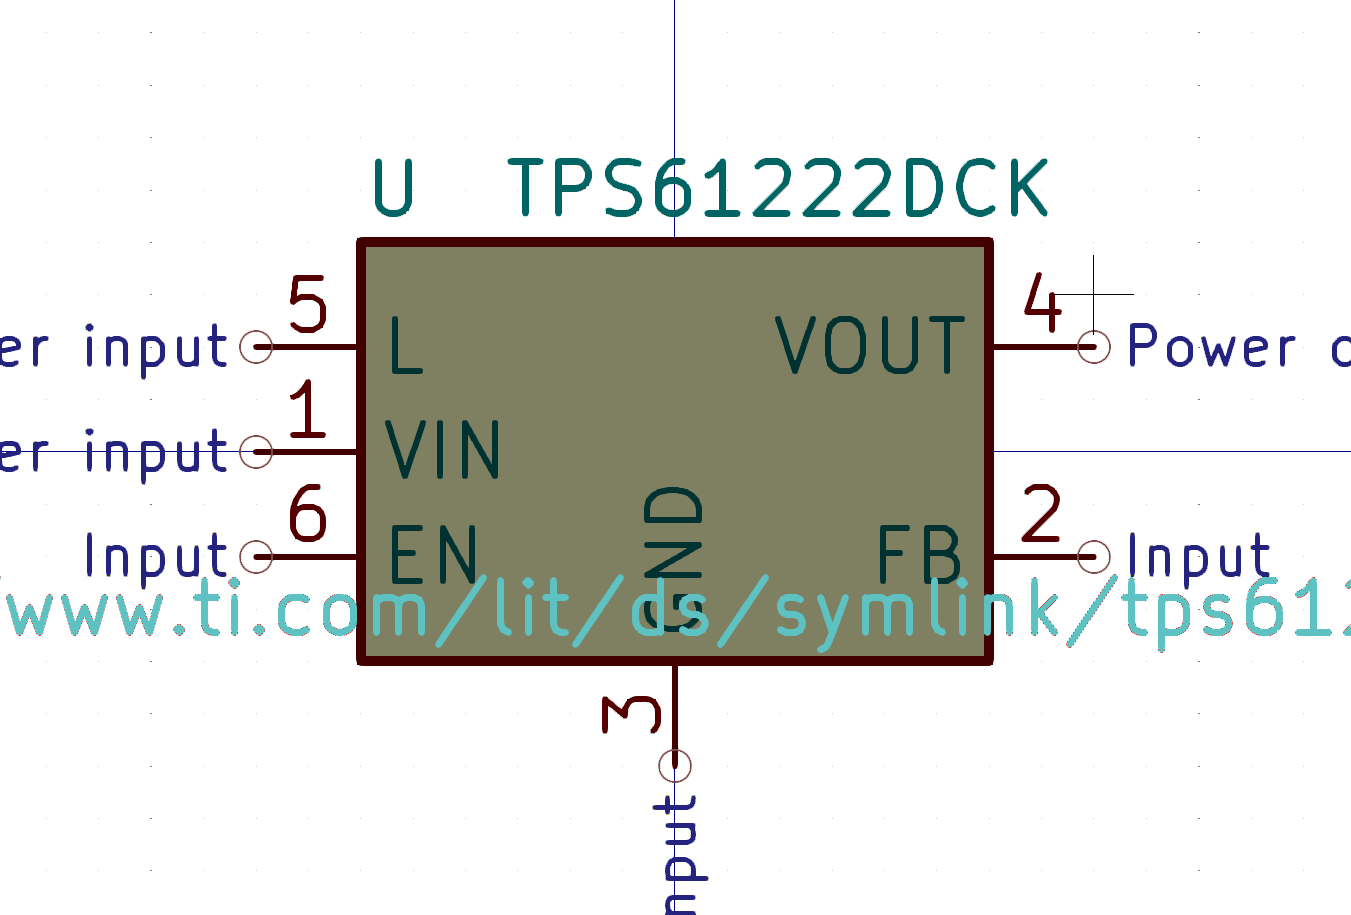 U TPS61222DCK
5 4
er input L VOUT Power
1
er input VIN
6 2
Input EN GND FB Input
www.ti.com/lit/ds/symlink/tps612
3
nput